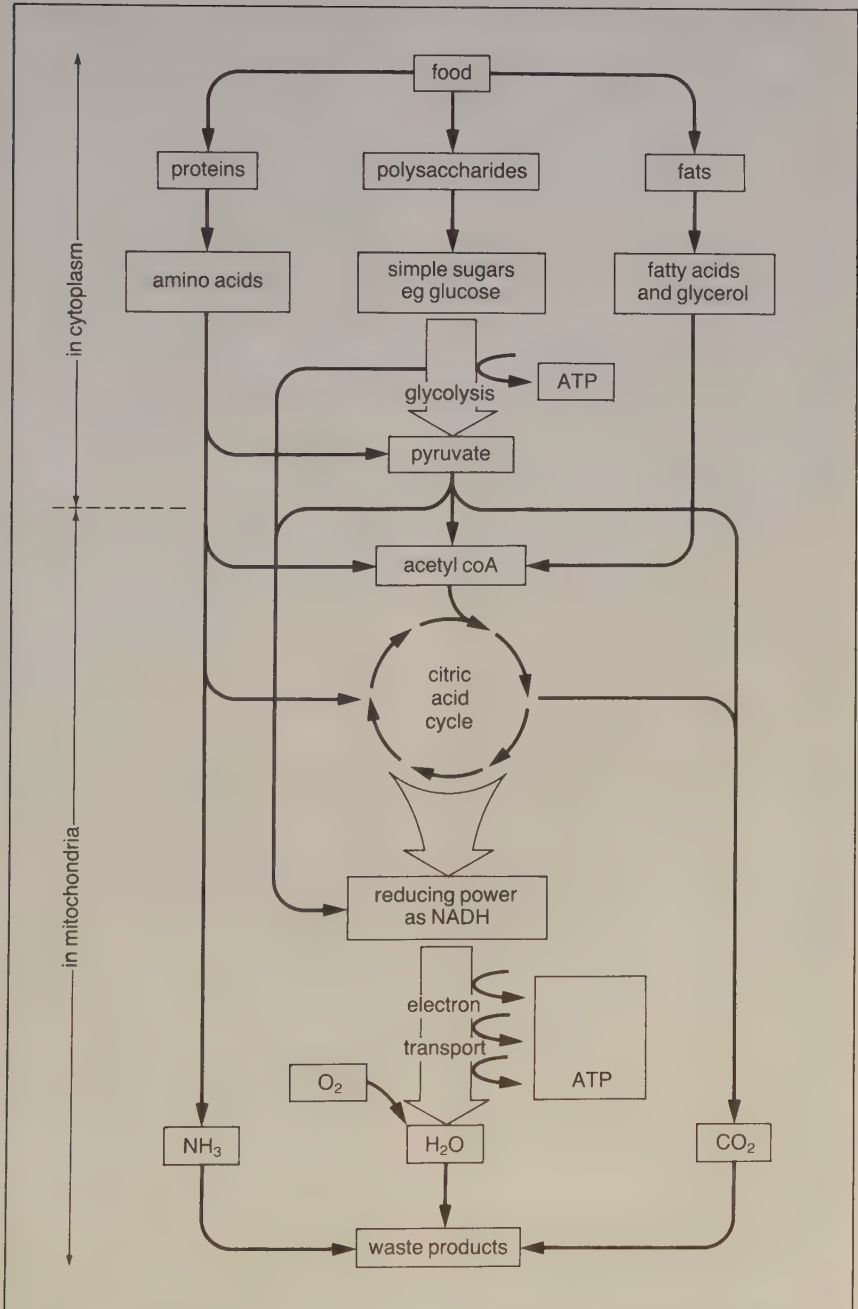 food
proteins
polysaccharides
fats
amino acids
simple sugars
eg glucose
fatty acids
and glycerol
in cytoplasm
glycolysis
ATP
pyruvate
acetyl coA
citric
acid
cycle
in mitochondria
reducing power
as NADH
electron
transport
ATP
O₂
NH₃
H₂O
CO₂
waste products